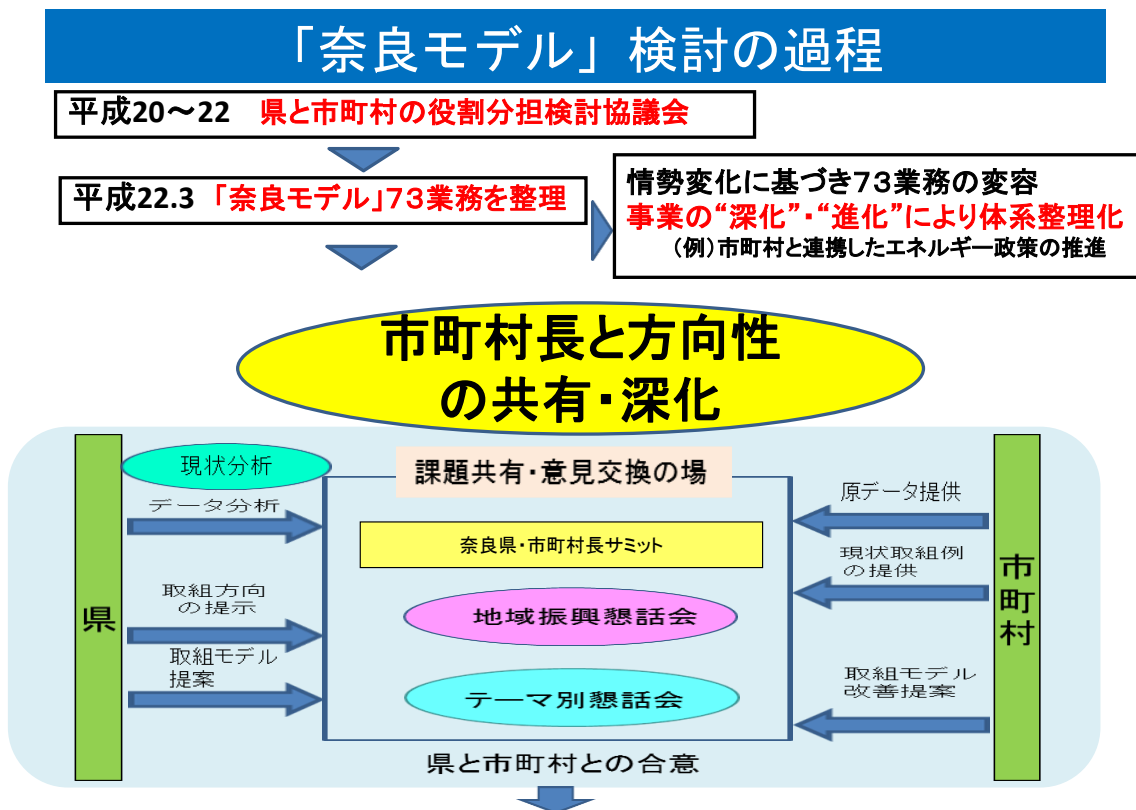 「奈良モデル」 検討の過程
平成20～22 県と市町村の役割分担検討協議会
平成22.3 「奈良モデル」73業務を整理
情勢変化に基づき73業務の変容
事業の“深化”・“進化”により体系整理化
(例)市町村と連携したエネルギー政策の推進
市町村長と方向性
の共有・深化
県
現状分析
データ分析
取組方向
の提示
取組モデル
提案
課題共有・意見交換の場
奈良県・市町村長サミット
地域振興懇話会
テーマ別懇話会
県と市町村との合意
原データ提供
現状取組例
の提供
取組モデル
改善提案
市町村